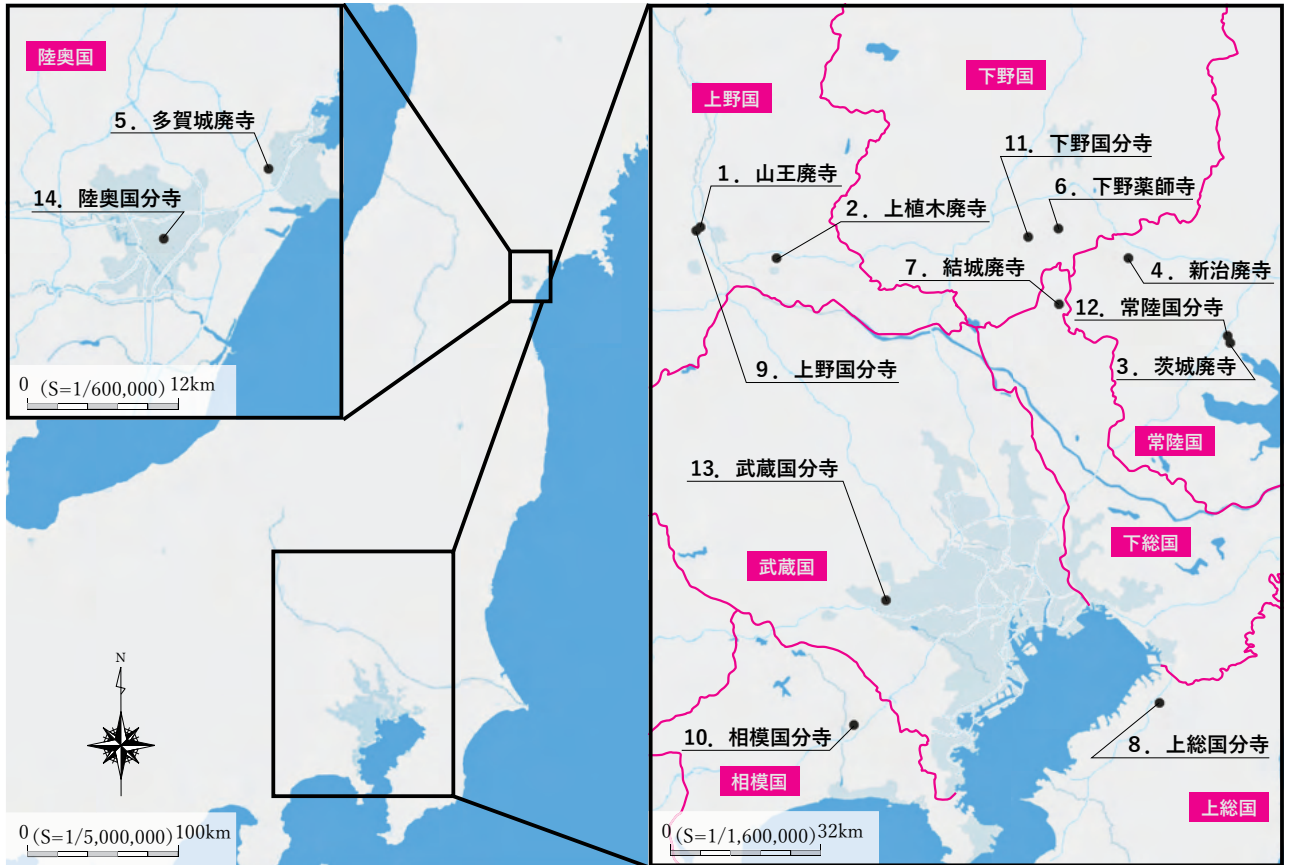 陸奥国
5．多賀城廃寺
14．陸奥国分寺
0 (S=1/600,000) 12km
N
0 (S=1/5,000,000) 100km
上野国
下野国
11．下野国分寺
1．山王廃寺
6．下野薬師寺
2．上植木廃寺
7．結城廃寺
4．新治廃寺
12．常陸国分寺
9．上野国分寺
3．茨城廃寺
常陸国
13．武蔵国分寺
下総国
武蔵国
10．相模国分寺
8．上総国分寺
相模国
上総国
0 (S=1/1,600,000) 32km